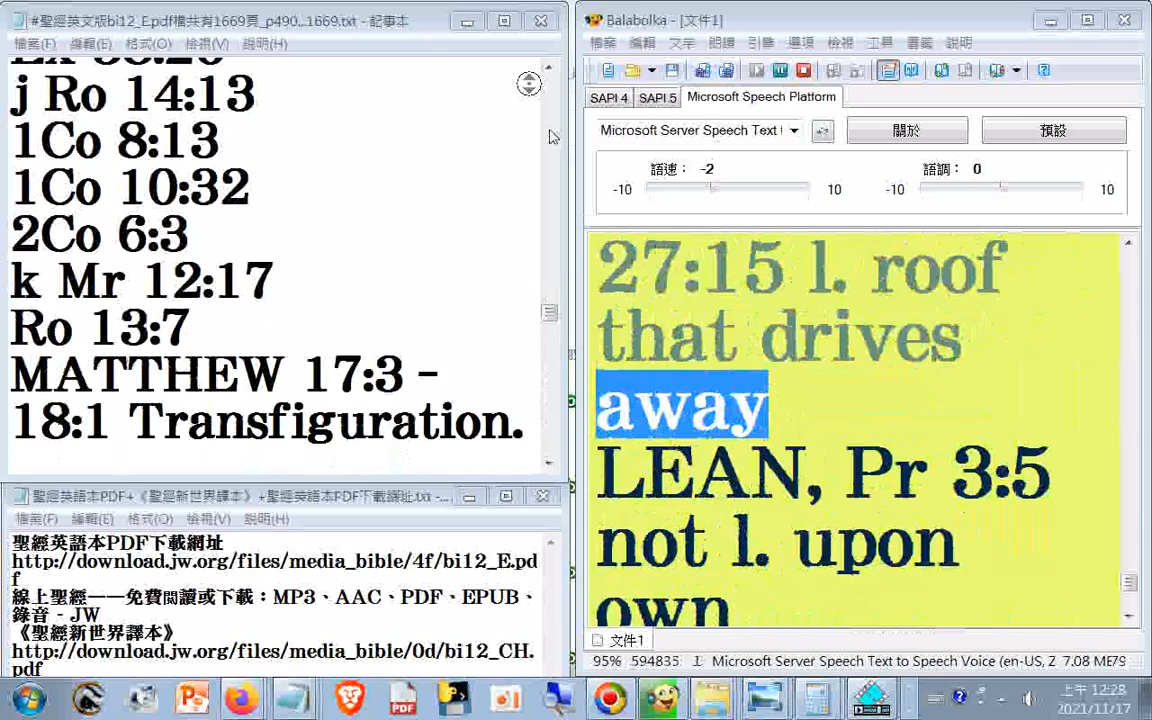 #聖經英文版bi12_E.pdf檔共有1669頁_p490...1669.txt - 記事本
檔案(F) 編輯(E) 格式(O) 檢視(V) 說明(H)
j Ro 14:13
1Co 8:13
1Co 10:32
2Co 6:3
k Mr 12:17
Ro 13:7
MATTHEW 17:3 -
18:1 Transfiguration.
聖經英語本PDF+《聖經新世界譯本》+聖經英語本PDF下載網址.txt -...
檔案(F) 編輯(E) 格式(O) 檢視(V) 說明(H)
聖經英語本PDF下載網址
http://download.jw.org/files/media_bible/4f/bi12_E.pd
f
線上聖經——免費閱讀或下載：MP3、AAC、PDF、EPUB、
錄音 - JW
《聖經新世界譯本》
http://download.jw.org/files/media_bible/0d/bi12_CH.
pdf
Balabolka - [文件1]
檔案 編輯 文字 朗讀 引擎 選項 檢視 工具 書籤 說明
SAPI 4 SAPI 5 Microsoft Speech Platform
Microsoft Server Speech Text
關於 預設
語速： -2 語調： 0
-10 10 -10 10
27:15 l. roof
that drives
away
LEAN, Pr 3:5
not l. upon
own
文件1
95% 594835 Microsoft Server Speech Text to Speech Voice (en-US, Z 7.08 ME
PDF
上午 12:28
2021/11/17